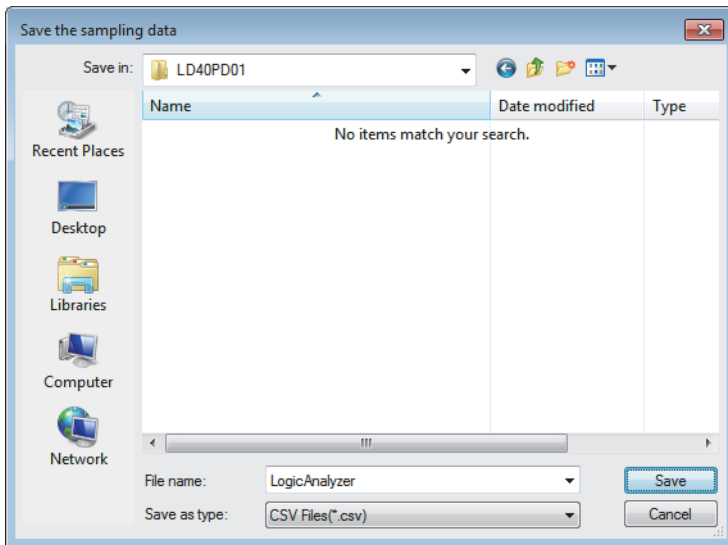 Save the sampling data
Save in: LD40PD01
Name Date modified Type
No items match your search.
Recent Places
Desktop
Libraries
Computer
Network
File name: LogicAnalyzer Save
Save as type: CSV Files(*.csv) Cancel